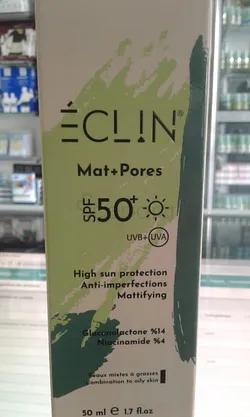 ÉCLIN®
Mat+Pores
SPF 50+
UVB+ UVA
High sun protection
Anti-imperfections
Mattifying
Gluconolactone %14
Niacinamide %4
Peaux mixtes à grasses
Combination to oily skin
50 ml e 1.7 fl.oz